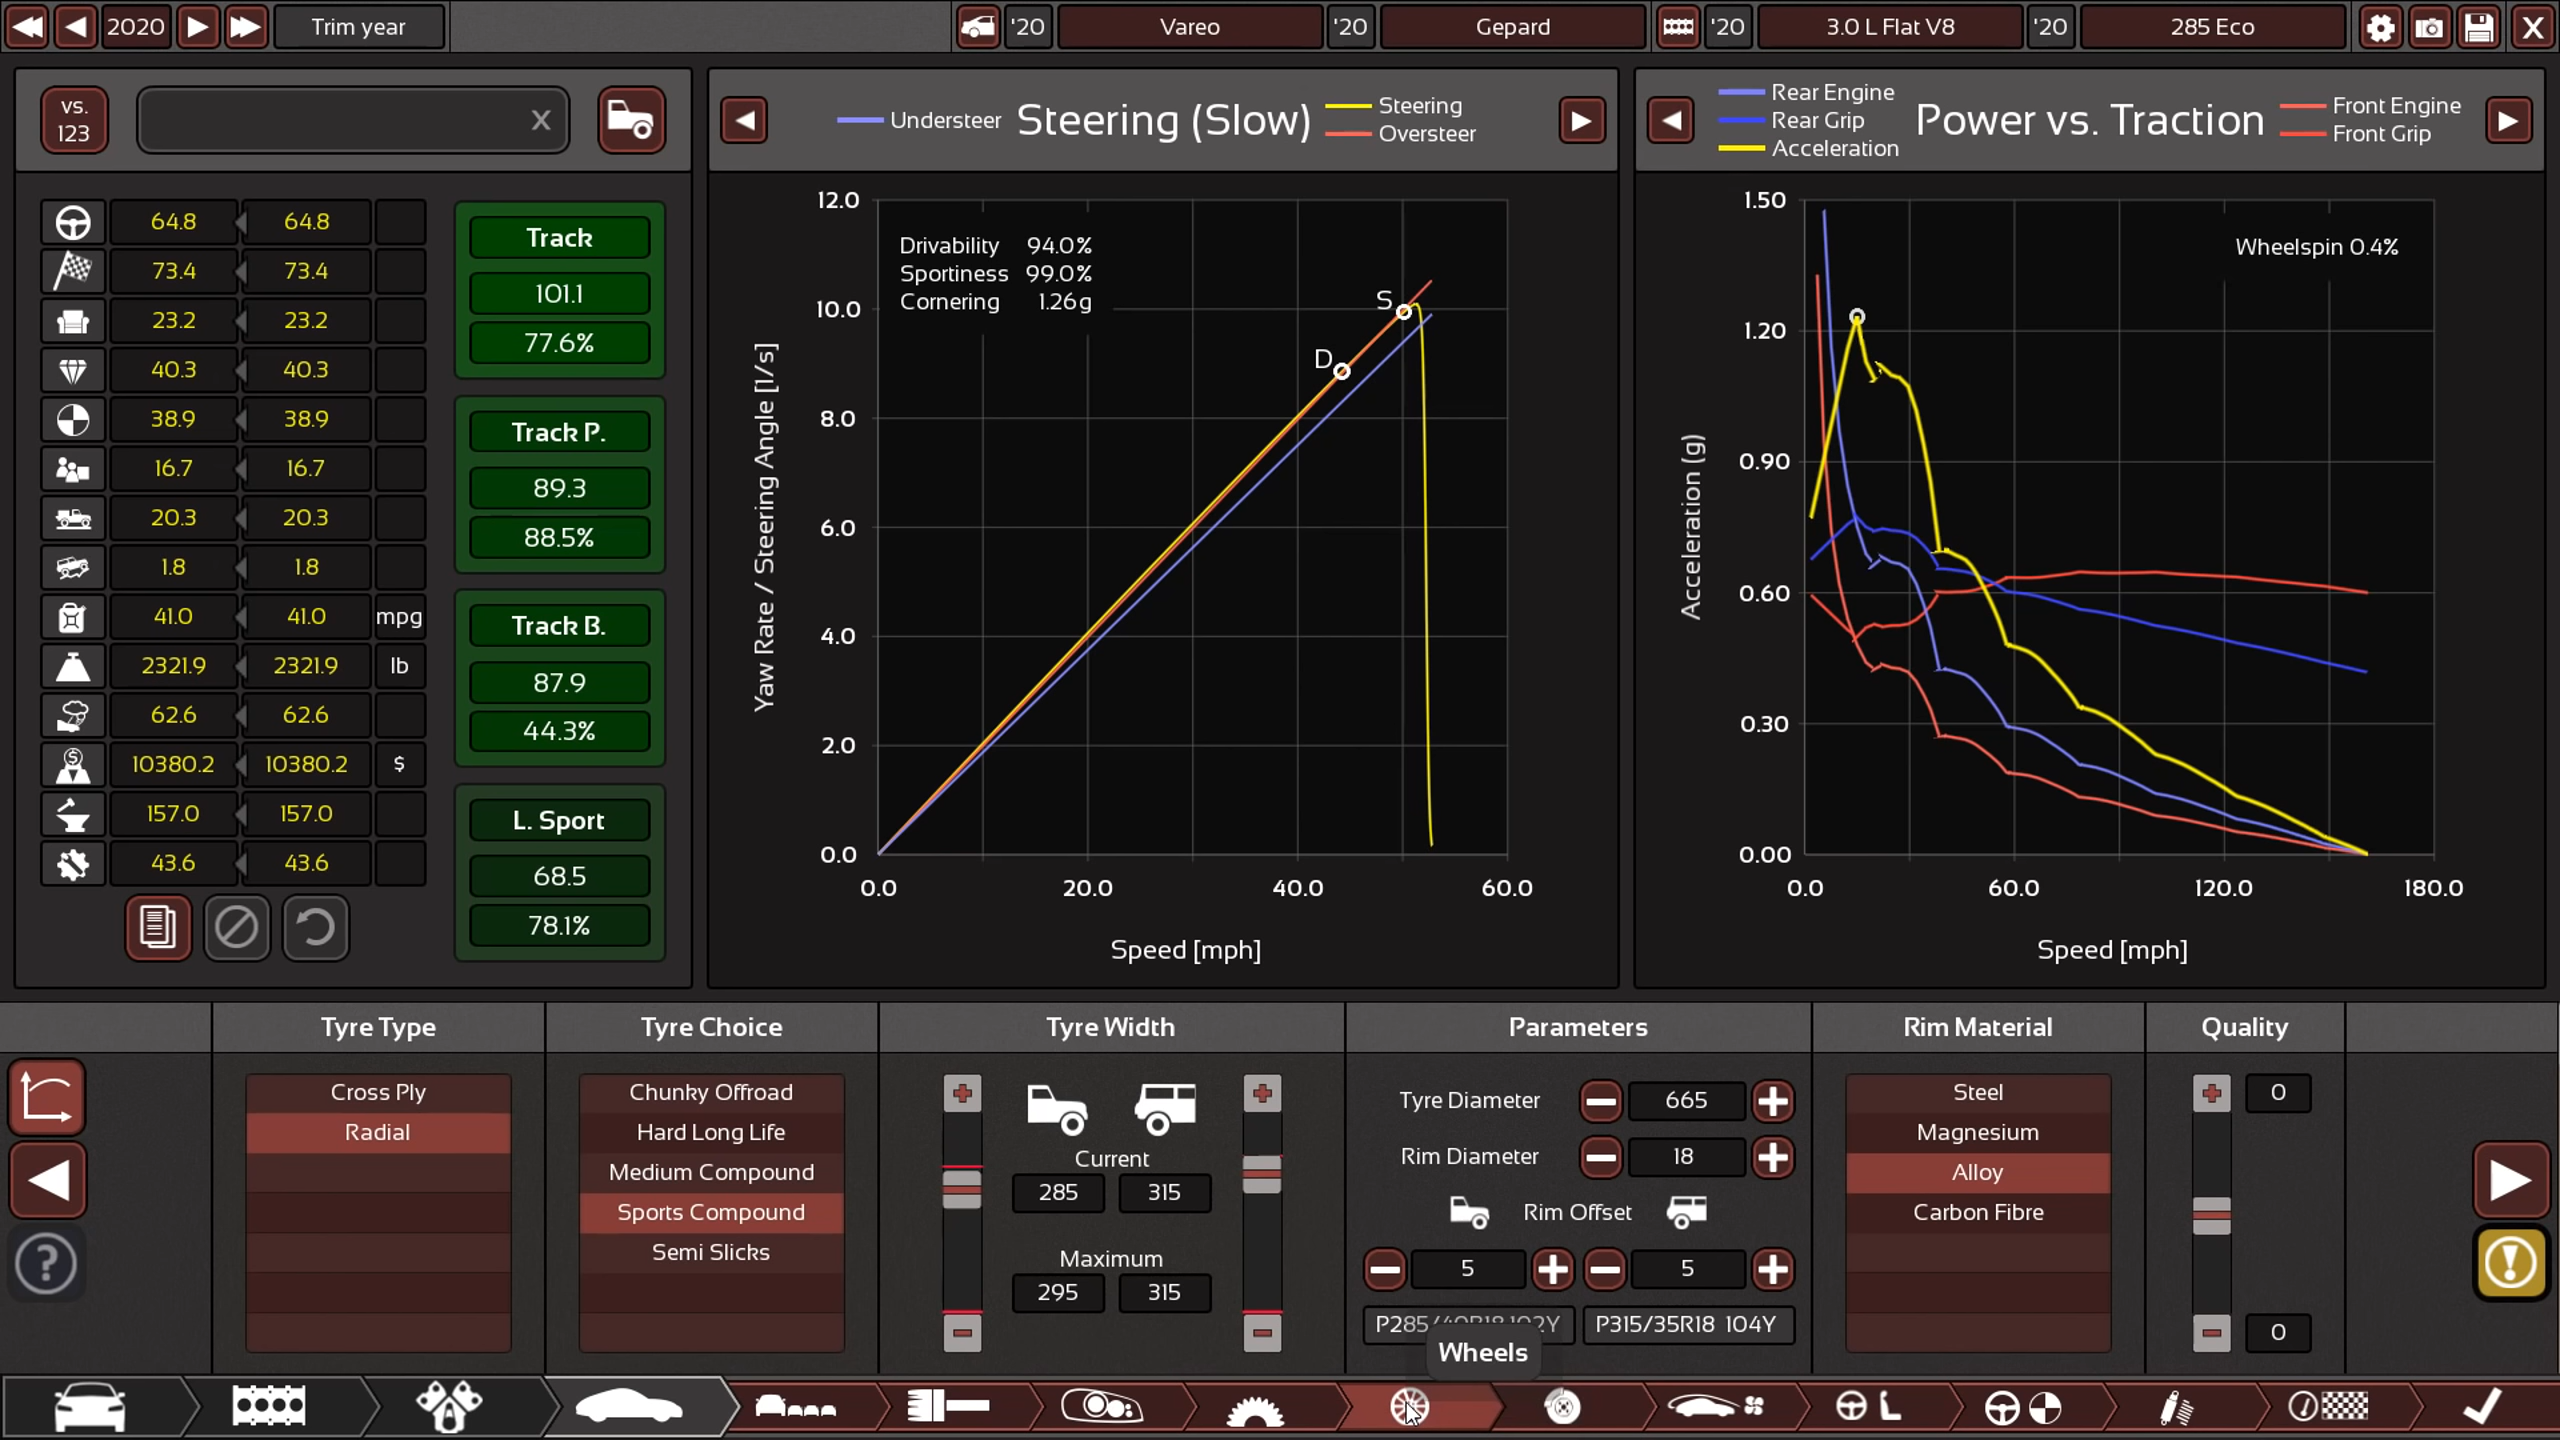 2020
Trim year
'20
Vareo
'20
Gepard
'20
3.0 L Flat V8
'20
285 Eco
X
vs.
123
x
64.8 64.8
73.4 73.4
23.2 23.2
40.3 40.3
38.9 38.9
16.7 16.7
20.3 20.3
1.8 1.8
41.0 41.0 mpg
2321.9 2321.9 lb
62.6 62.6
10380.2 10380.2 $
157.0 157.0
43.6 43.6
Track
101.1
77.6%
Track P.
89.3
88.5%
Track B.
87.9
44.3%
L. Sport
68.5
78.1%
Understeer
Steering (Slow)
Steering
Oversteer
Drivability 94.0%
Sportiness 99.0%
Cornering 1.26g
S
D
12.0
10.0
8.0
6.0
4.0
2.0
0.0
0.0 20.0 40.0 60.0
Yaw Rate / Steering Angle [1/s]
Speed [mph]
Rear Engine
Rear Grip
Acceleration
Power vs. Traction
Front Engine
Front Grip
Wheelspin 0.4%
1.50
1.20
0.90
0.60
0.30
0.00
0.0 60.0 120.0 180.0
Acceleration (g)
Speed [mph]
Tyre Type
Cross Ply
Radial
Tyre Choice
Chunky Offroad
Hard Long Life
Medium Compound
Sports Compound
Semi Slicks
Tyre Width
Current
285 315
Maximum
295 315
Parameters
Tyre Diameter 665
Rim Diameter 18
Rim Offset
5 5
P285/40R18 102Y P315/35R18 104Y
Wheels
Rim Material
Steel
Magnesium
Alloy
Carbon Fibre
Quality
0
0
?